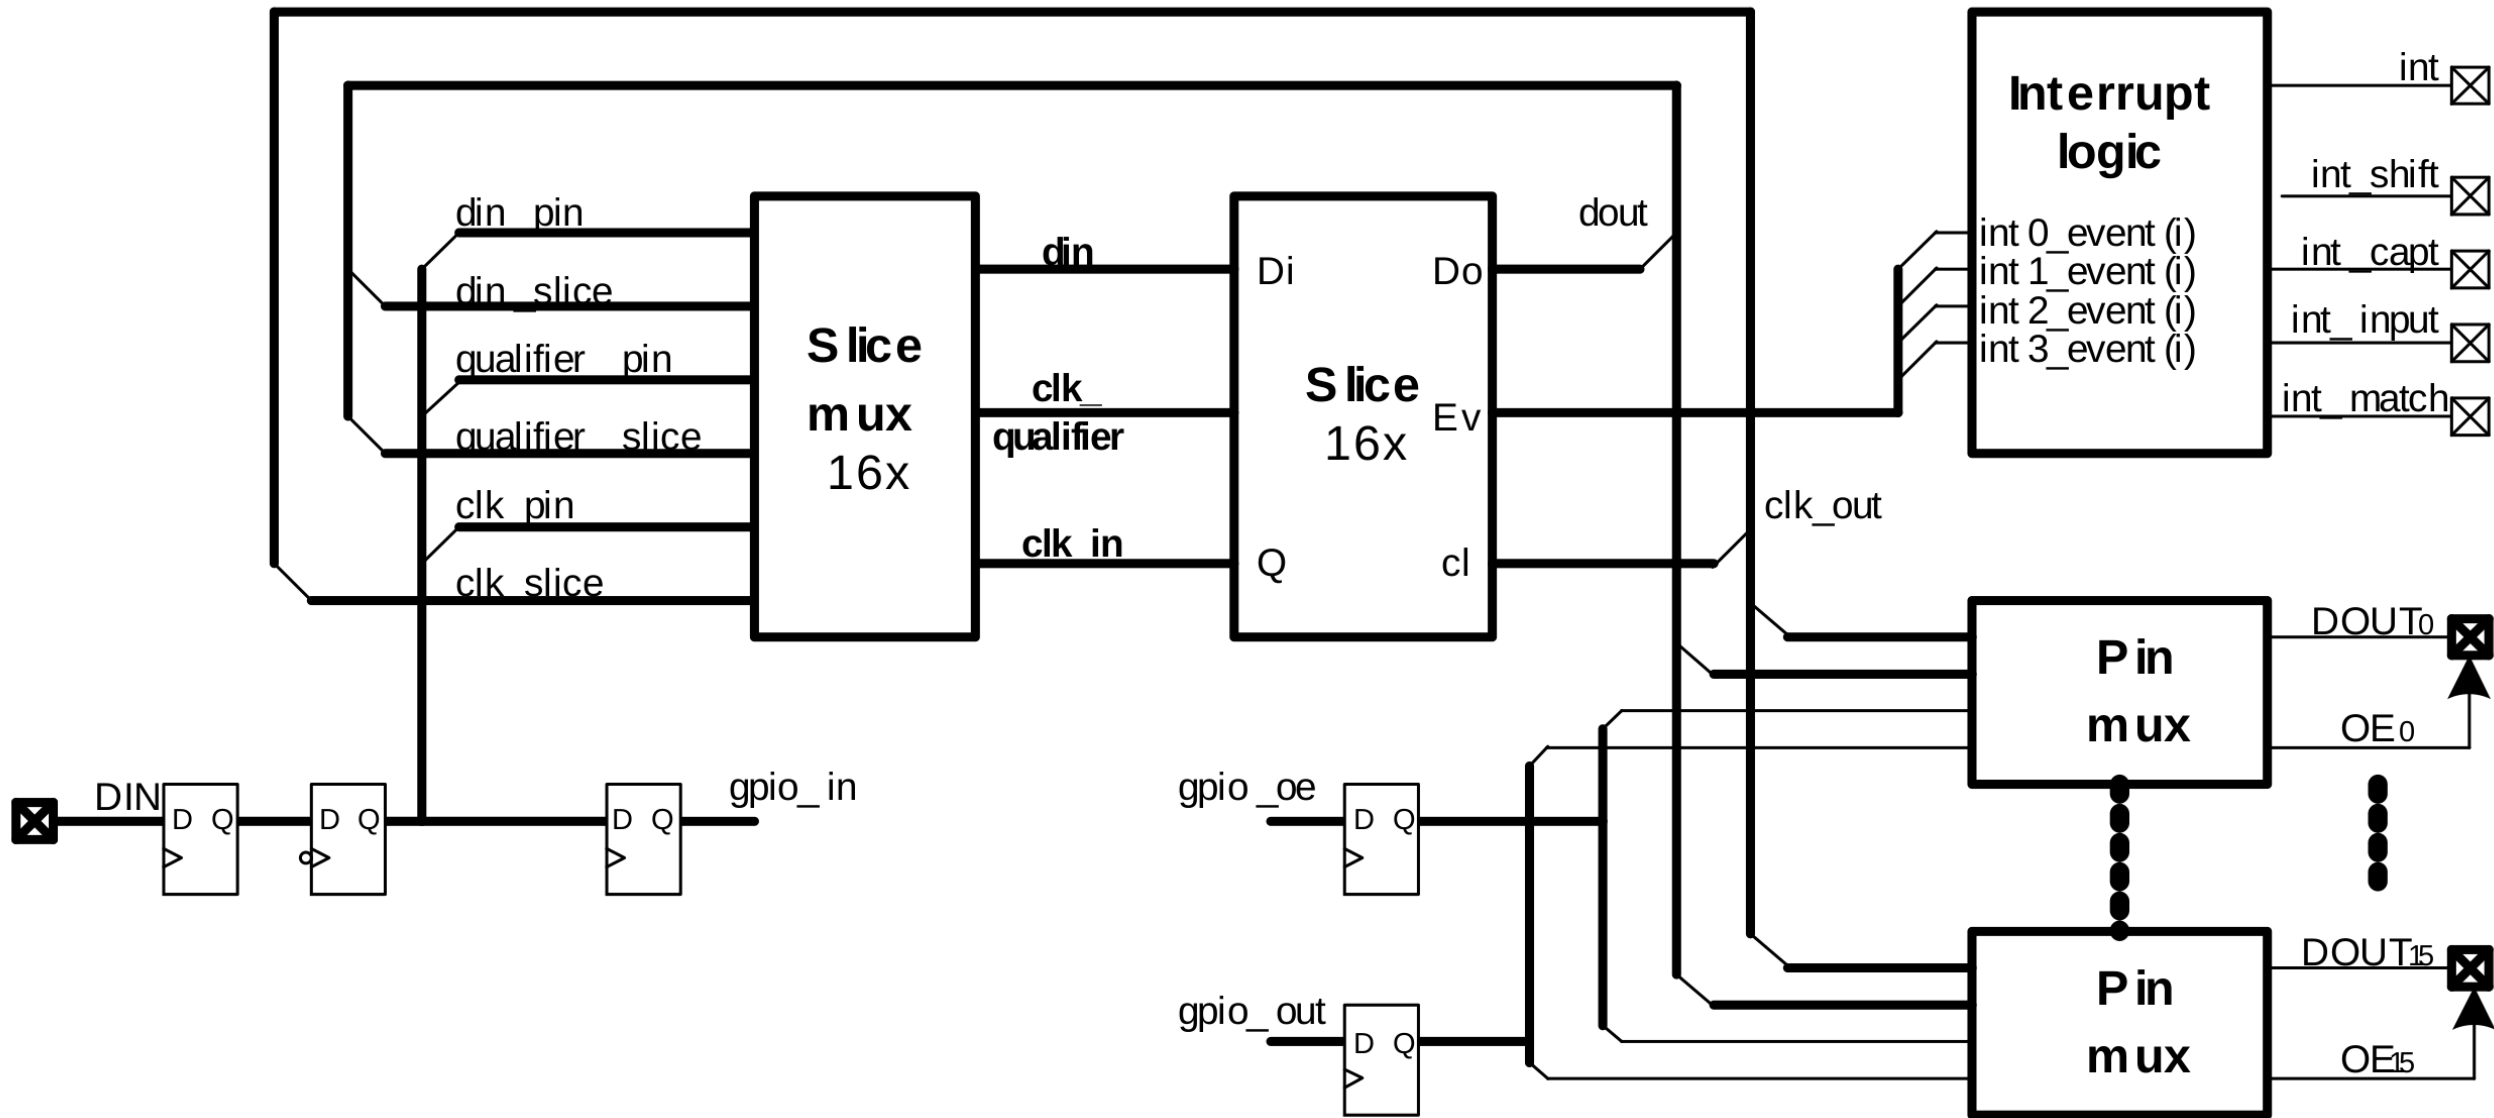 int
Interrupt
logic
int_shift
din_pin
dout
int 0_event (i)
int_capt
din
Di
Do
int 1_event (i)
din_slice
int 2_event (i)
int_input
Slice
qualifier_pin
int 3_event (i)
clk_
qualifier
Slice
16x
Ev
int_match
mux
16x
qualifier_slice
clk_pin
clk_out
clk_in
Q
cl
clk_slice
DOUT0
Pin
mux
OE0
DIN
D Q
D Q
D Q
gpio_in
gpio_oe
D Q
DOUT15
Pin
mux
gpio_out
D Q
OE15